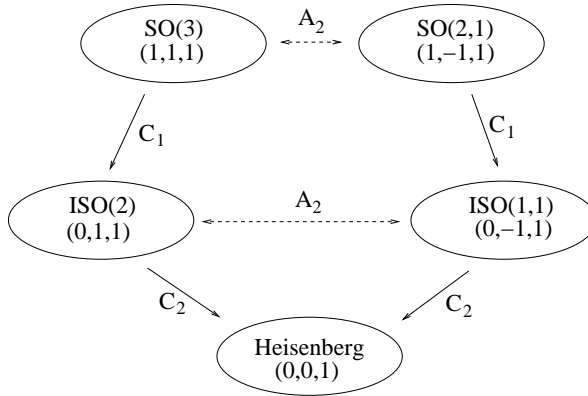 SO(3)
(1,1,1)
A₂
SO(2,1)
(1,−1,1)
C₁
C₁
ISO(2)
(0,1,1)
A₂
ISO(1,1)
(0,−1,1)
C₂
C₂
Heisenberg
(0,0,1)